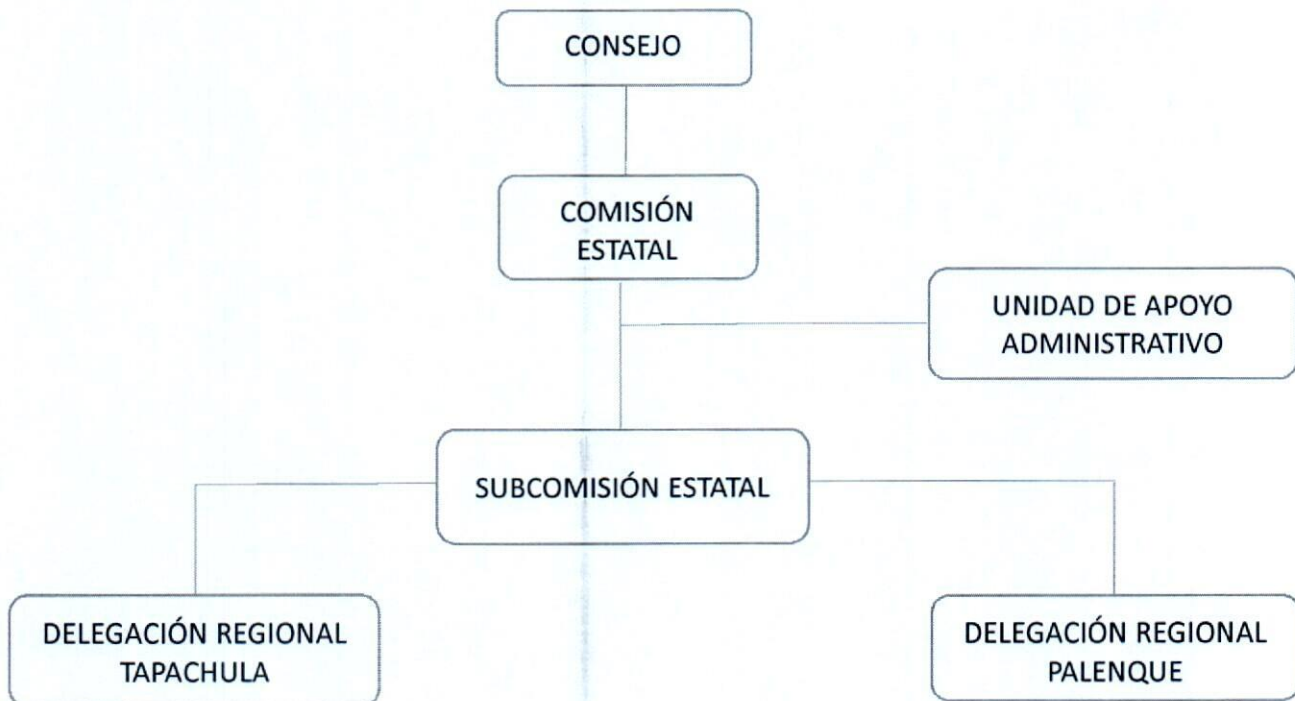 CONSEJO
COMISIÓN
ESTATAL
UNIDAD DE APOYO
ADMINISTRATIVO
SUBCOMISIÓN ESTATAL
DELEGACIÓN REGIONAL
TAPACHULA
DELEGACIÓN REGIONAL
PALENQUE